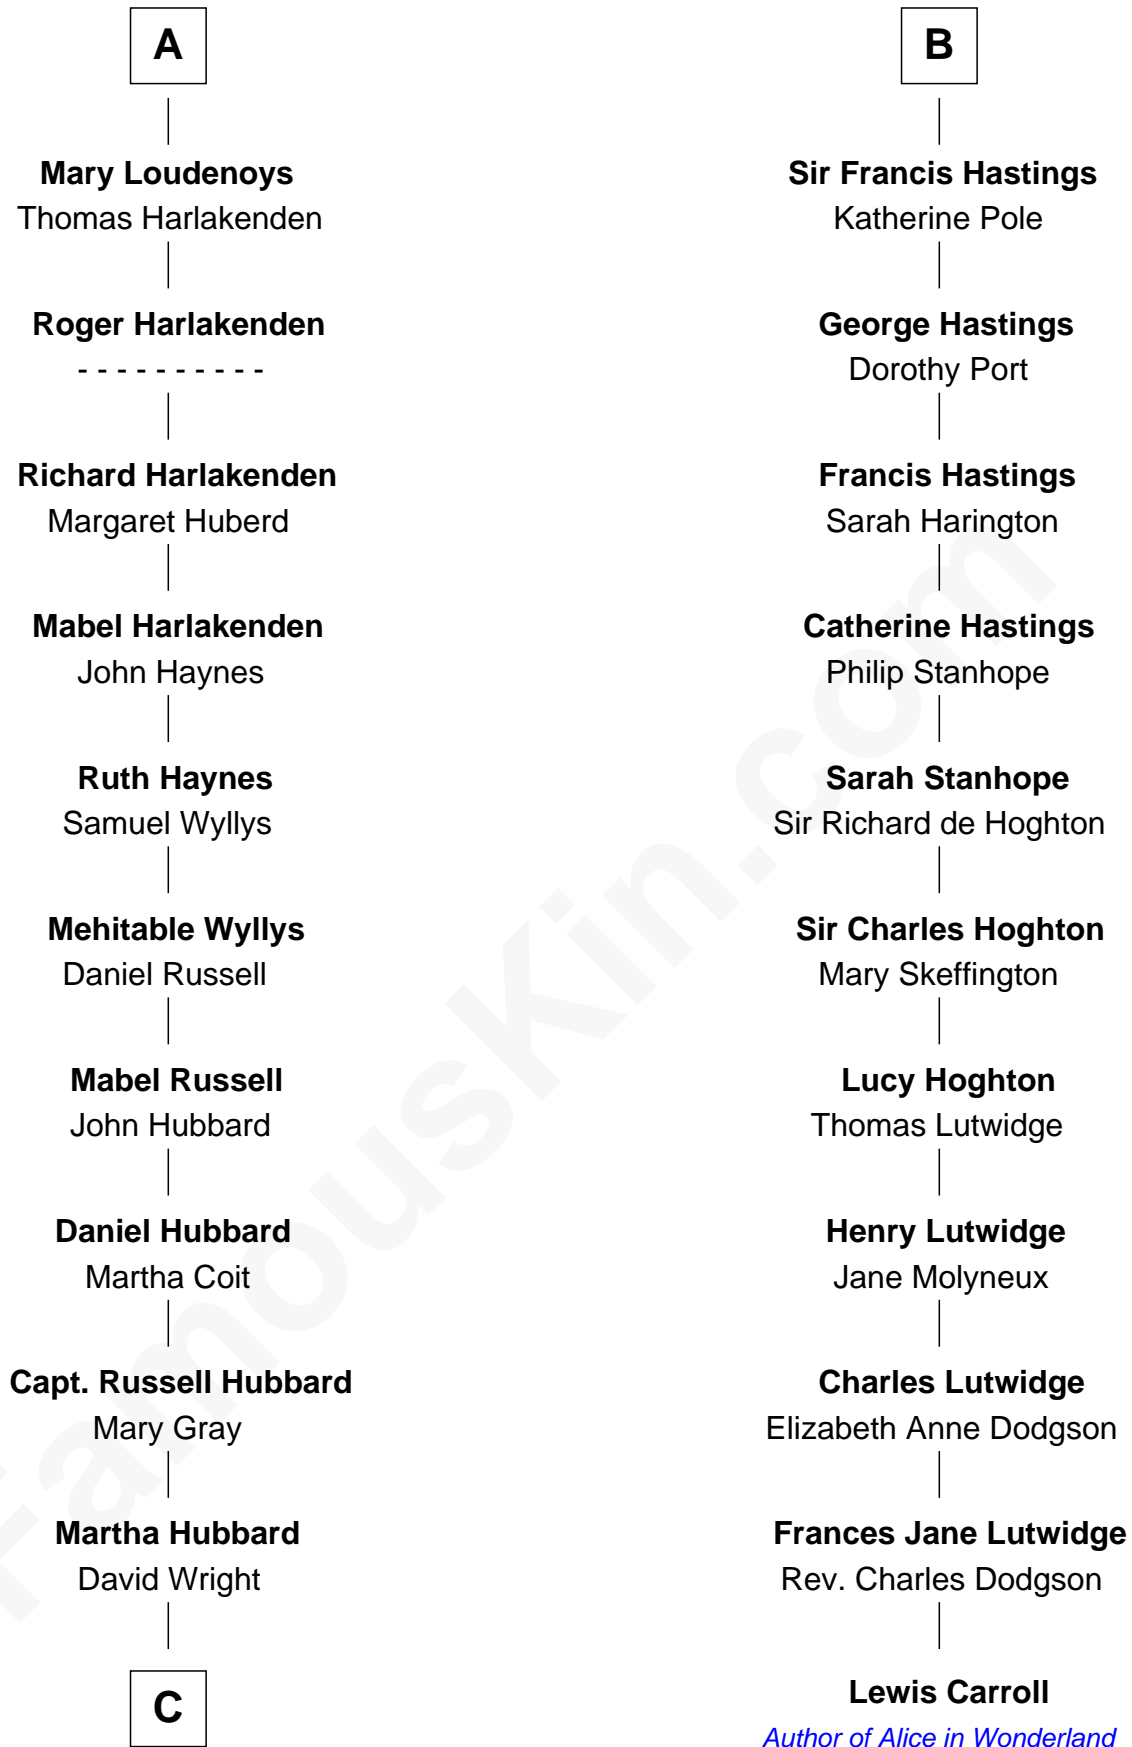 A
Mary Loudenoys
Thomas Harlakenden
Roger Harlakenden
- - - - - - - - - -
Richard Harlakenden
Margaret Huberd
Mabel Harlakenden
John Haynes
Ruth Haynes
Samuel Wyllys
Mehitable Wyllys
Daniel Russell
Mabel Russell
John Hubbard
Daniel Hubbard
Martha Coit
Capt. Russell Hubbard
Mary Gray
Martha Hubbard
David Wright
C
B
Sir Francis Hastings
Katherine Pole
George Hastings
Dorothy Port
Francis Hastings
Sarah Harington
Catherine Hastings
Philip Stanhope
Sarah Stanhope
Sir Richard de Hoghton
Sir Charles Hoghton
Mary Skeffington
Lucy Hoghton
Thomas Lutwidge
Henry Lutwidge
Jane Molyneux
Charles Lutwidge
Elizabeth Anne Dodgson
Frances Jane Lutwidge
Rev. Charles Dodgson
Lewis Carroll
Author of Alice in Wonderland
FamousKin.com